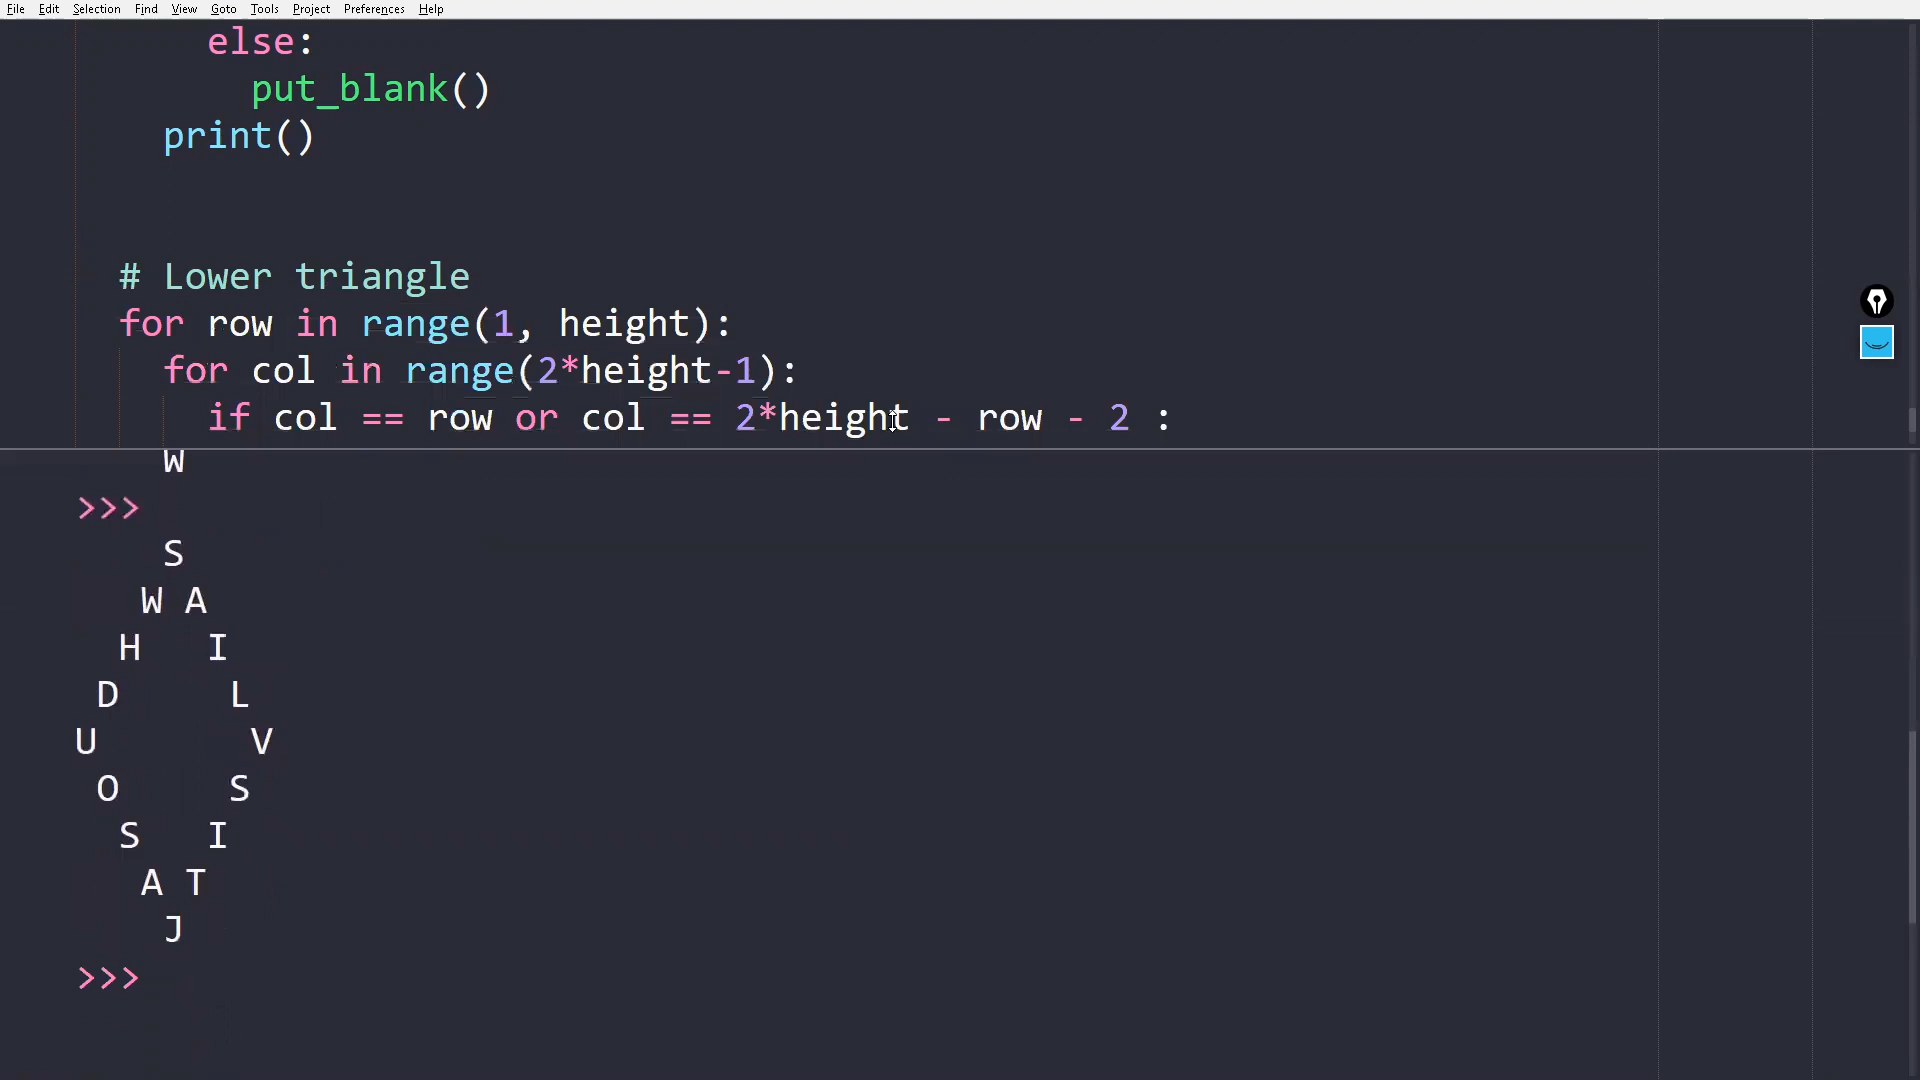 File Edit Selection Find View Goto Tools Project Preferences Help
else:
put_blank()
print()
# Lower triangle
for row in range(1, height):
for col in range(2*height-1):
if col == row or col == 2*height - row - 2 :
W
>>>
S
W A
H I
D L
U V
O S
S I
A T
J
>>>